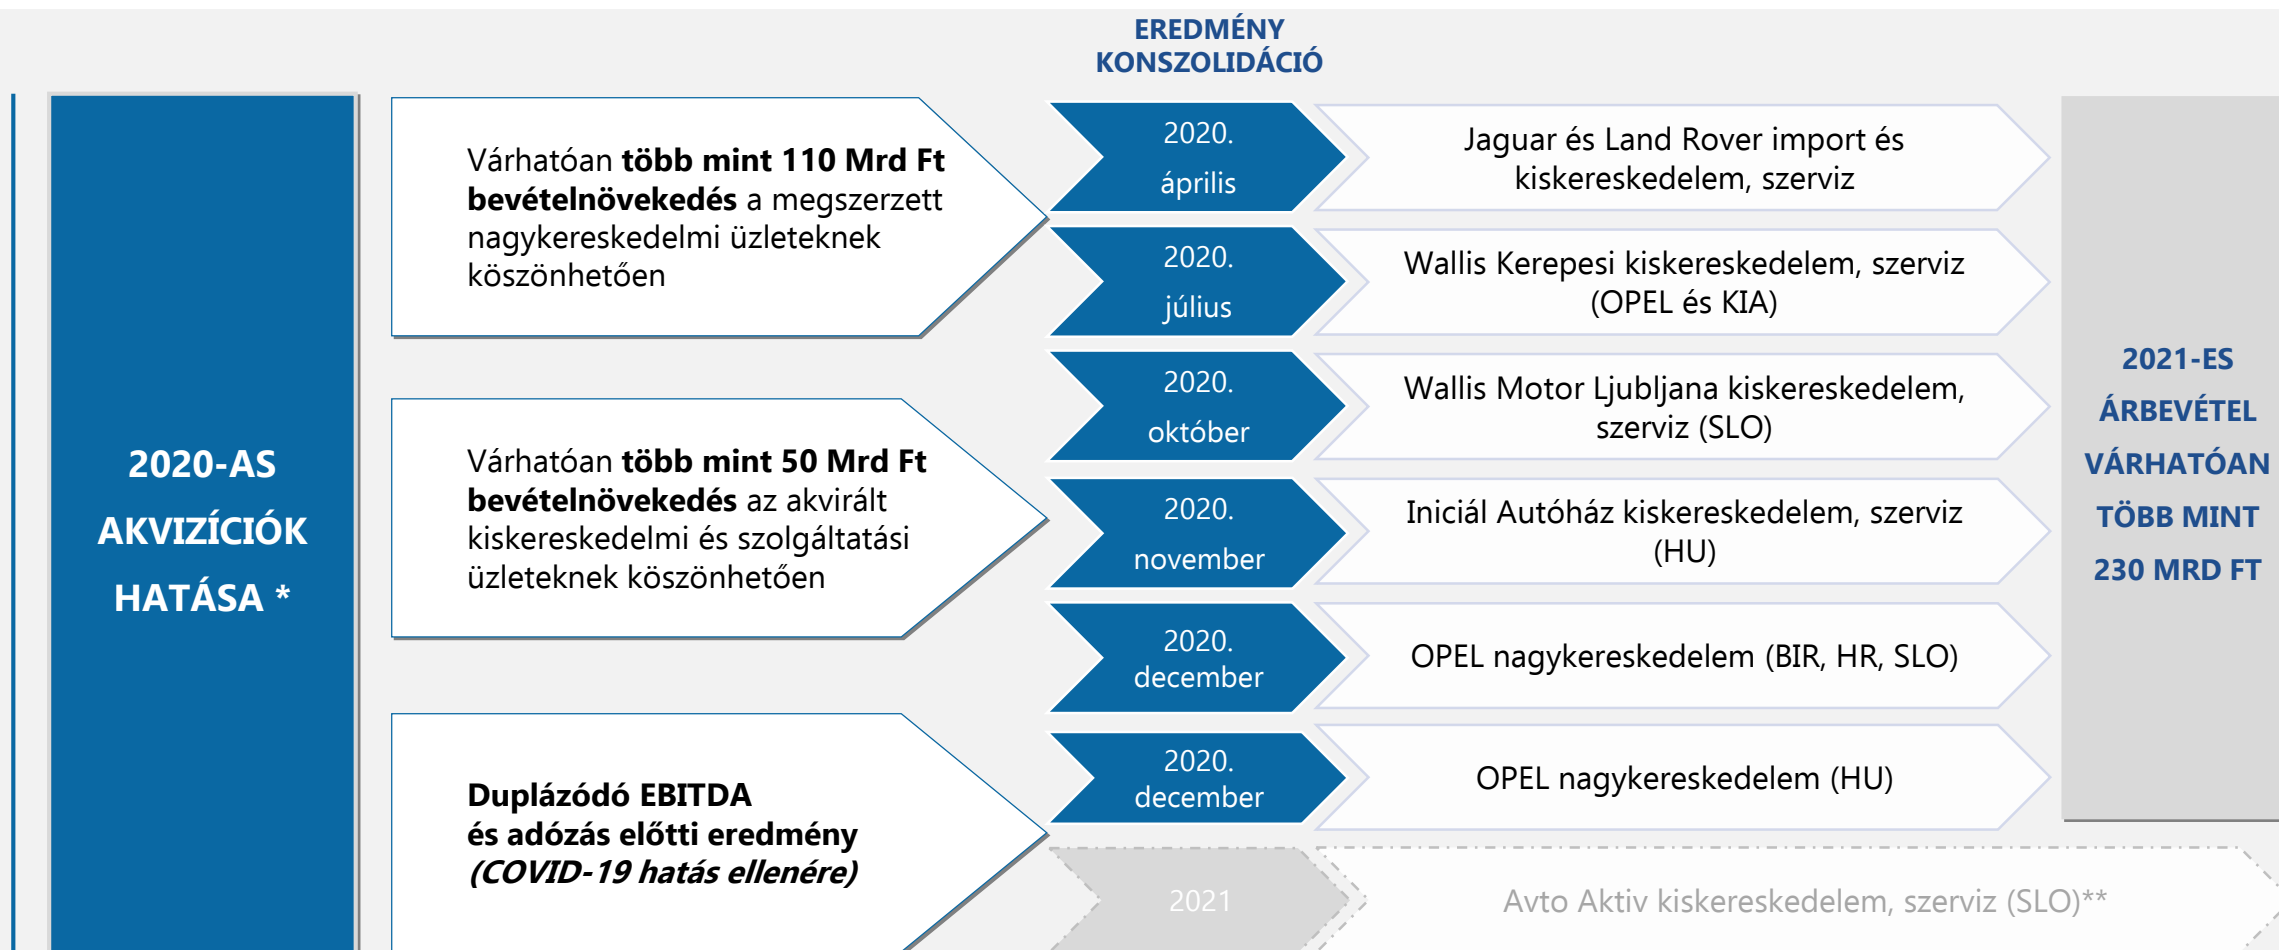 EREDMÉNY
KONSZOLIDÁCIÓ
2020-AS
AKVIZÍCIÓK
HATÁSA *
Várhatóan több mint 110 Mrd Ft
bevételnövekedés a megszerzett
nagykereskedelmi üzleteknek
köszönhetően
Várhatóan több mint 50 Mrd Ft
bevételnövekedés az akvirált
kiskereskedelmi és szolgáltatási
üzleteknek köszönhetően
Duplázódó EBITDA
és adózás előtti eredmény
(COVID-19 hatás ellenére)
2020.
április
Jaguar és Land Rover import és
kiskereskedelem, szerviz
2020.
július
Wallis Kerepesi kiskereskedelem, szerviz
(OPEL és KIA)
2020.
október
Wallis Motor Ljubljana kiskereskedelem,
szerviz (SLO)
2020.
november
Iniciál Autóház kiskereskedelem, szerviz
(HU)
2020.
december
OPEL nagykereskedelem (BIR, HR, SLO)
2020.
december
OPEL nagykereskedelem (HU)
2021
Avto Aktiv kiskereskedelem, szerviz (SLO)**
2021-ES
ÁRBEVÉTEL
VÁRHATÓAN
TÖBB MINT
230 MRD FT